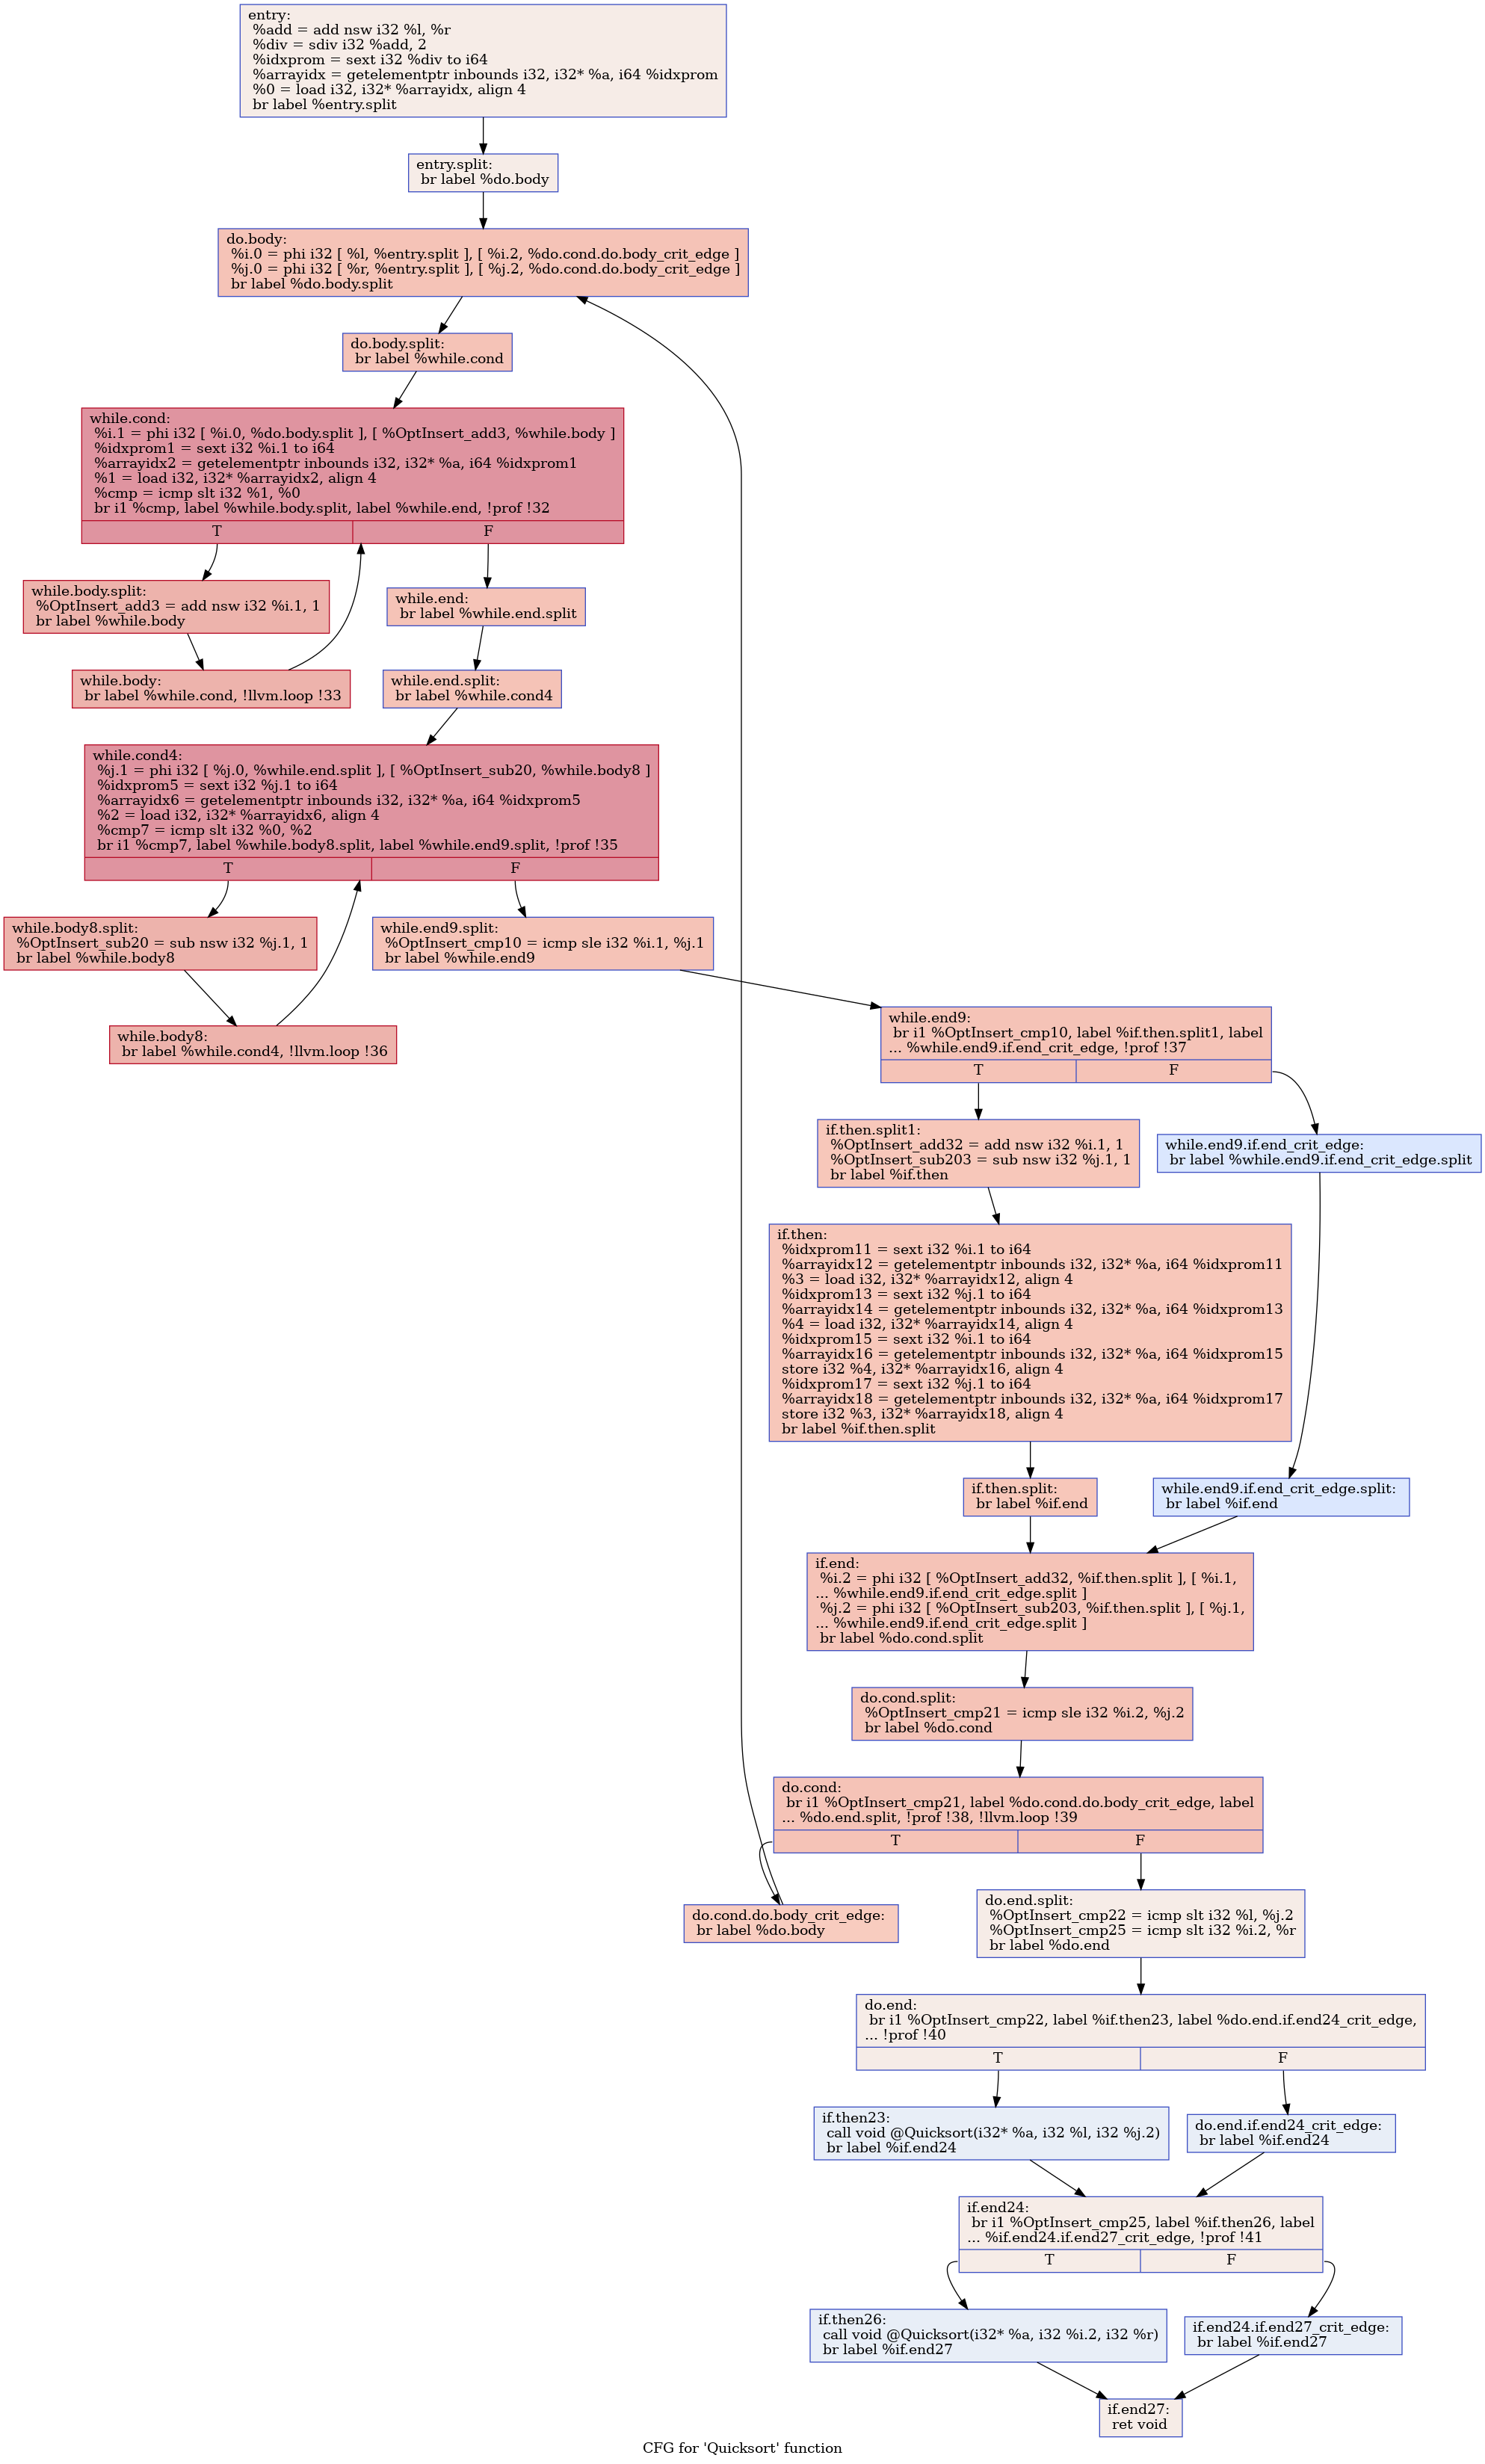 entry:
%add = add nsw i32 %l, %r
%div = sdiv i32 %add, 2
%idxprom = sext i32 %div to i64
%arrayidx = getelementptr inbounds i32, i32* %a, i64 %idxprom
%0 = load i32, i32* %arrayidx, align 4
br label %entry.split
entry.split:
br label %do.body
do.body:
%i.0 = phi i32 [ %l, %entry.split ], [ %i.2, %do.cond.do.body_crit_edge ]
%j.0 = phi i32 [ %r, %entry.split ], [ %j.2, %do.cond.do.body_crit_edge ]
br label %do.body.split
do.body.split:
br label %while.cond
while.cond:
%i.1 = phi i32 [ %i.0, %do.body.split ], [ %OptInsert_add3, %while.body ]
%idxprom1 = sext i32 %i.1 to i64
%arrayidx2 = getelementptr inbounds i32, i32* %a, i64 %idxprom1
%1 = load i32, i32* %arrayidx2, align 4
%cmp = icmp slt i32 %1, %0
br i1 %cmp, label %while.body.split, label %while.end, !prof !32
T F
while.body.split:
%OptInsert_add3 = add nsw i32 %i.1, 1
br label %while.body
while.end:
br label %while.end.split
while.body:
br label %while.cond, !llvm.loop !33
while.end.split:
br label %while.cond4
while.cond4:
%j.1 = phi i32 [ %j.0, %while.end.split ], [ %OptInsert_sub20, %while.body8 ]
%idxprom5 = sext i32 %j.1 to i64
%arrayidx6 = getelementptr inbounds i32, i32* %a, i64 %idxprom5
%2 = load i32, i32* %arrayidx6, align 4
%cmp7 = icmp slt i32 %0, %2
br i1 %cmp7, label %while.body8.split, label %while.end9.split, !prof !35
T F
while.body8.split:
%OptInsert_sub20 = sub nsw i32 %j.1, 1
br label %while.body8
while.end9.split:
%OptInsert_cmp10 = icmp sle i32 %i.1, %j.1
br label %while.end9
while.body8:
br label %while.cond4, !llvm.loop !36
while.end9:
br i1 %OptInsert_cmp10, label %if.then.split1, label
... %while.end9.if.end_crit_edge, !prof !37
T F
if.then.split1:
%OptInsert_add32 = add nsw i32 %i.1, 1
%OptInsert_sub203 = sub nsw i32 %j.1, 1
br label %if.then
while.end9.if.end_crit_edge:
br label %while.end9.if.end_crit_edge.split
if.then:
%idxprom11 = sext i32 %i.1 to i64
%arrayidx12 = getelementptr inbounds i32, i32* %a, i64 %idxprom11
%3 = load i32, i32* %arrayidx12, align 4
%idxprom13 = sext i32 %j.1 to i64
%arrayidx14 = getelementptr inbounds i32, i32* %a, i64 %idxprom13
%4 = load i32, i32* %arrayidx14, align 4
%idxprom15 = sext i32 %i.1 to i64
%arrayidx16 = getelementptr inbounds i32, i32* %a, i64 %idxprom15
store i32 %4, i32* %arrayidx16, align 4
%idxprom17 = sext i32 %j.1 to i64
%arrayidx18 = getelementptr inbounds i32, i32* %a, i64 %idxprom17
store i32 %3, i32* %arrayidx18, align 4
br label %if.then.split
if.then.split:
br label %if.end
while.end9.if.end_crit_edge.split:
br label %if.end
if.end:
%i.2 = phi i32 [ %OptInsert_add32, %if.then.split ], [ %i.1,
... %while.end9.if.end_crit_edge.split ]
%j.2 = phi i32 [ %OptInsert_sub203, %if.then.split ], [ %j.1,
... %while.end9.if.end_crit_edge.split ]
br label %do.cond.split
do.cond.split:
%OptInsert_cmp21 = icmp sle i32 %i.2, %j.2
br label %do.cond
do.cond:
br i1 %OptInsert_cmp21, label %do.cond.do.body_crit_edge, label
... %do.end.split, !prof !38, !llvm.loop !39
T F
do.cond.do.body_crit_edge:
br label %do.body
do.end.split:
%OptInsert_cmp22 = icmp slt i32 %l, %j.2
%OptInsert_cmp25 = icmp slt i32 %i.2, %r
br label %do.end
do.end:
br i1 %OptInsert_cmp22, label %if.then23, label %do.end.if.end24_crit_edge,
... !prof !40
T F
if.then23:
call void @Quicksort(i32* %a, i32 %l, i32 %j.2)
br label %if.end24
do.end.if.end24_crit_edge:
br label %if.end24
if.end24:
br i1 %OptInsert_cmp25, label %if.then26, label
... %if.end24.if.end27_crit_edge, !prof !41
T F
if.then26:
call void @Quicksort(i32* %a, i32 %i.2, i32 %r)
br label %if.end27
if.end24.if.end27_crit_edge:
br label %if.end27
if.end27:
ret void
CFG for 'Quicksort' function